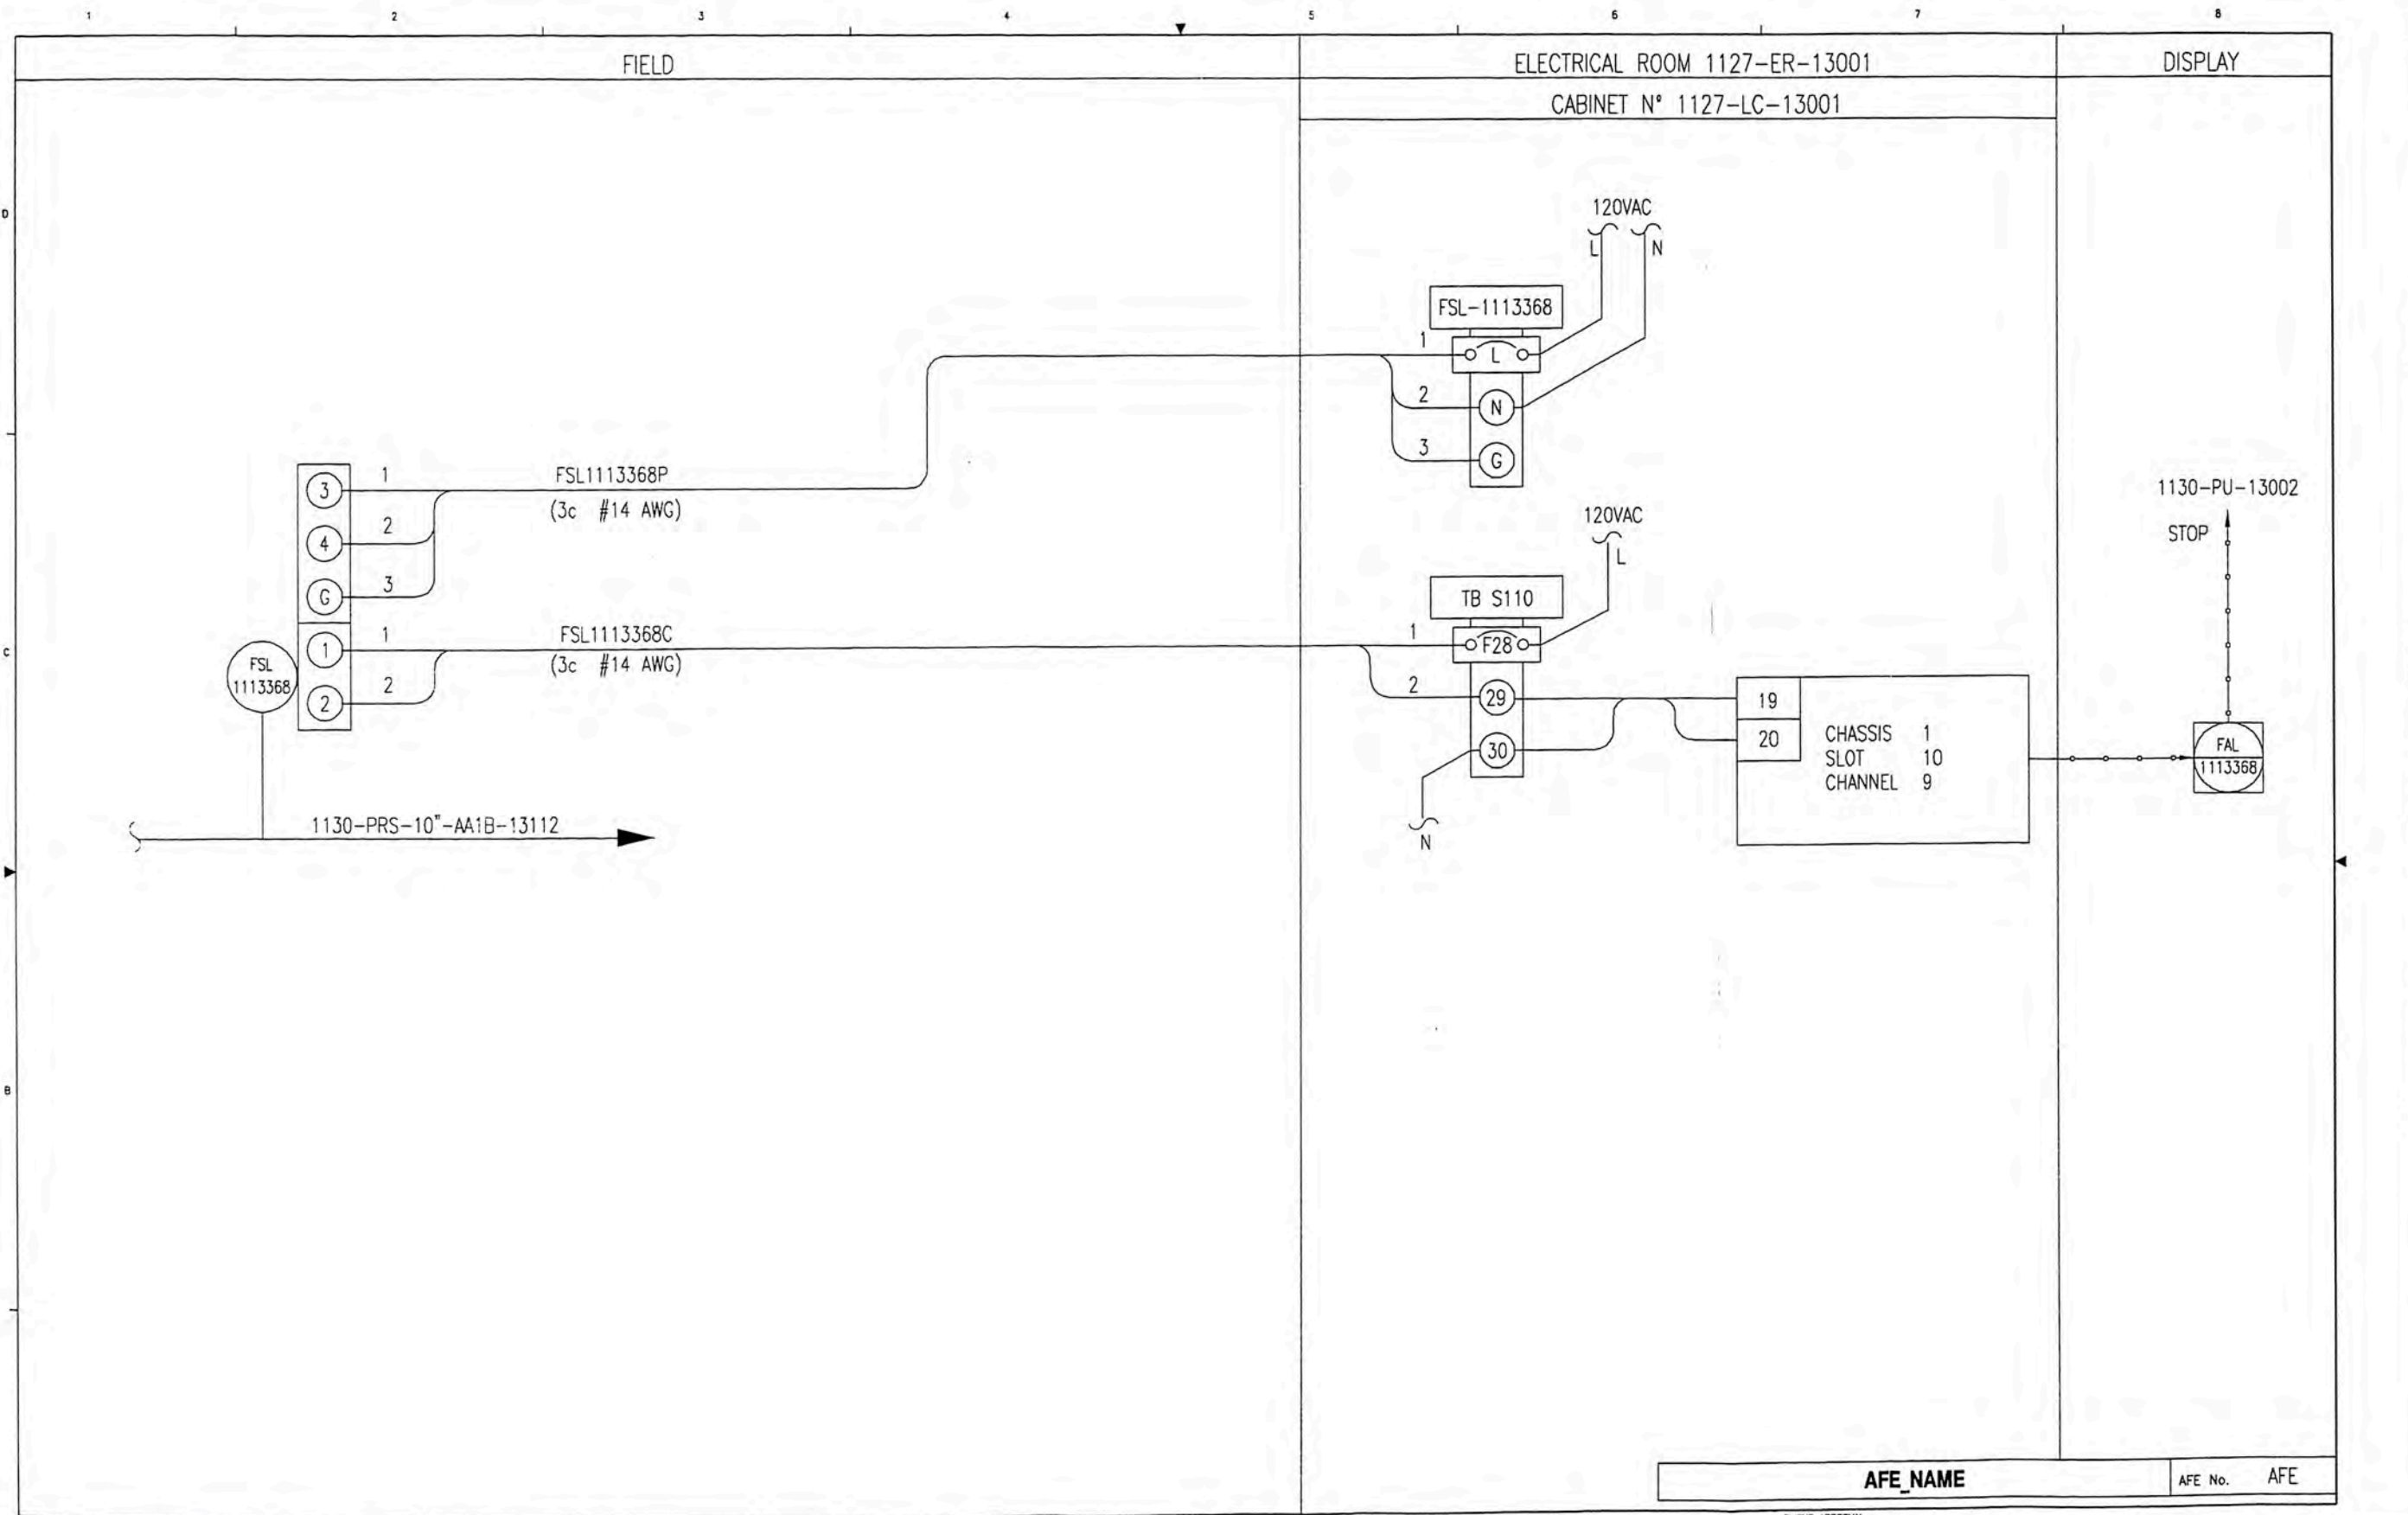 1 2 3 4 5 6 7 8
FIELD
ELECTRICAL ROOM 1127-ER-13001
DISPLAY
CABINET N° 1127-LC-13001
D
120VAC
L N
FSL-1113368
1 L
2 N
3 G
3 1
FSL1113368P
(3c #14 AWG)
4 2
G 3
1130-PU-13002
STOP
120VAC
L
TB S110
C
FSL
1113368
1 1
FSL1113368C
(3c #14 AWG)
2 2
1 F28
2 29
30
N
19
20
CHASSIS 1
SLOT 10
CHANNEL 9
FAL
1113368
1130-PRS-10"-AA1B-13112
B
AFE_NAME
AFE No. AFE